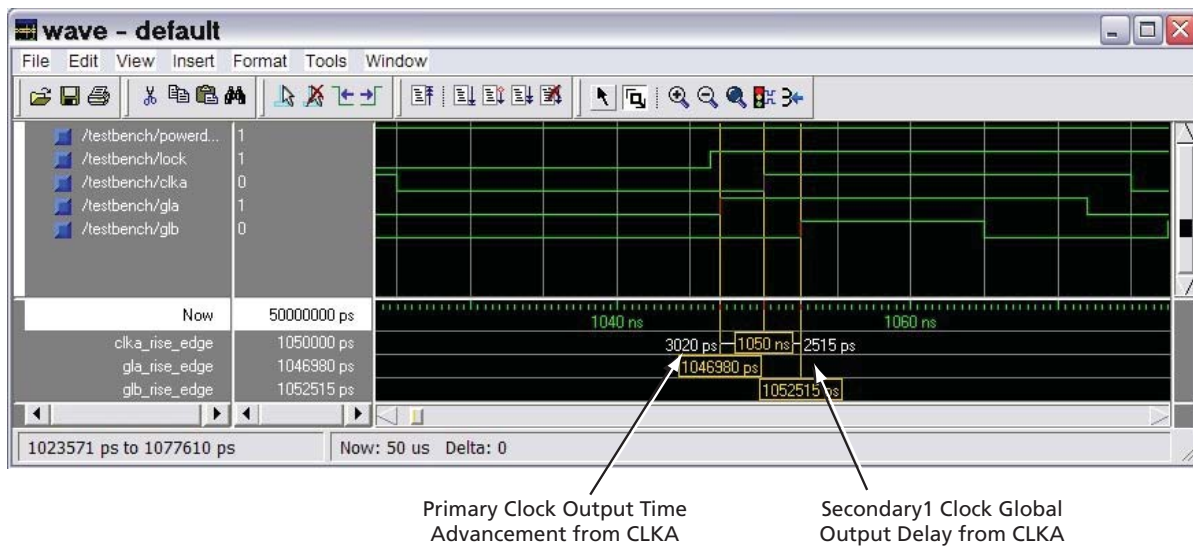 wave - default
File Edit View Insert Format Tools Window
/testbench/powerd... 1
/testbench/lock 1
/testbench/clka 0
/testbench/gla 1
/testbench/glb 0
Now 50000000 ps 1040 ns 1060 ns
clka_rise_edge 1050000 ps 3020 ps 1050 ns 2515 ps
gla_rise_edge 1046980 ps 1046980 ps
glb_rise_edge 1052515 ps 1052515 ps
1023571 ps to 1077610 ps Now: 50 us Delta: 0
Primary Clock Output Time
Advancement from CLKA
Secondary1 Clock Global
Output Delay from CLKA